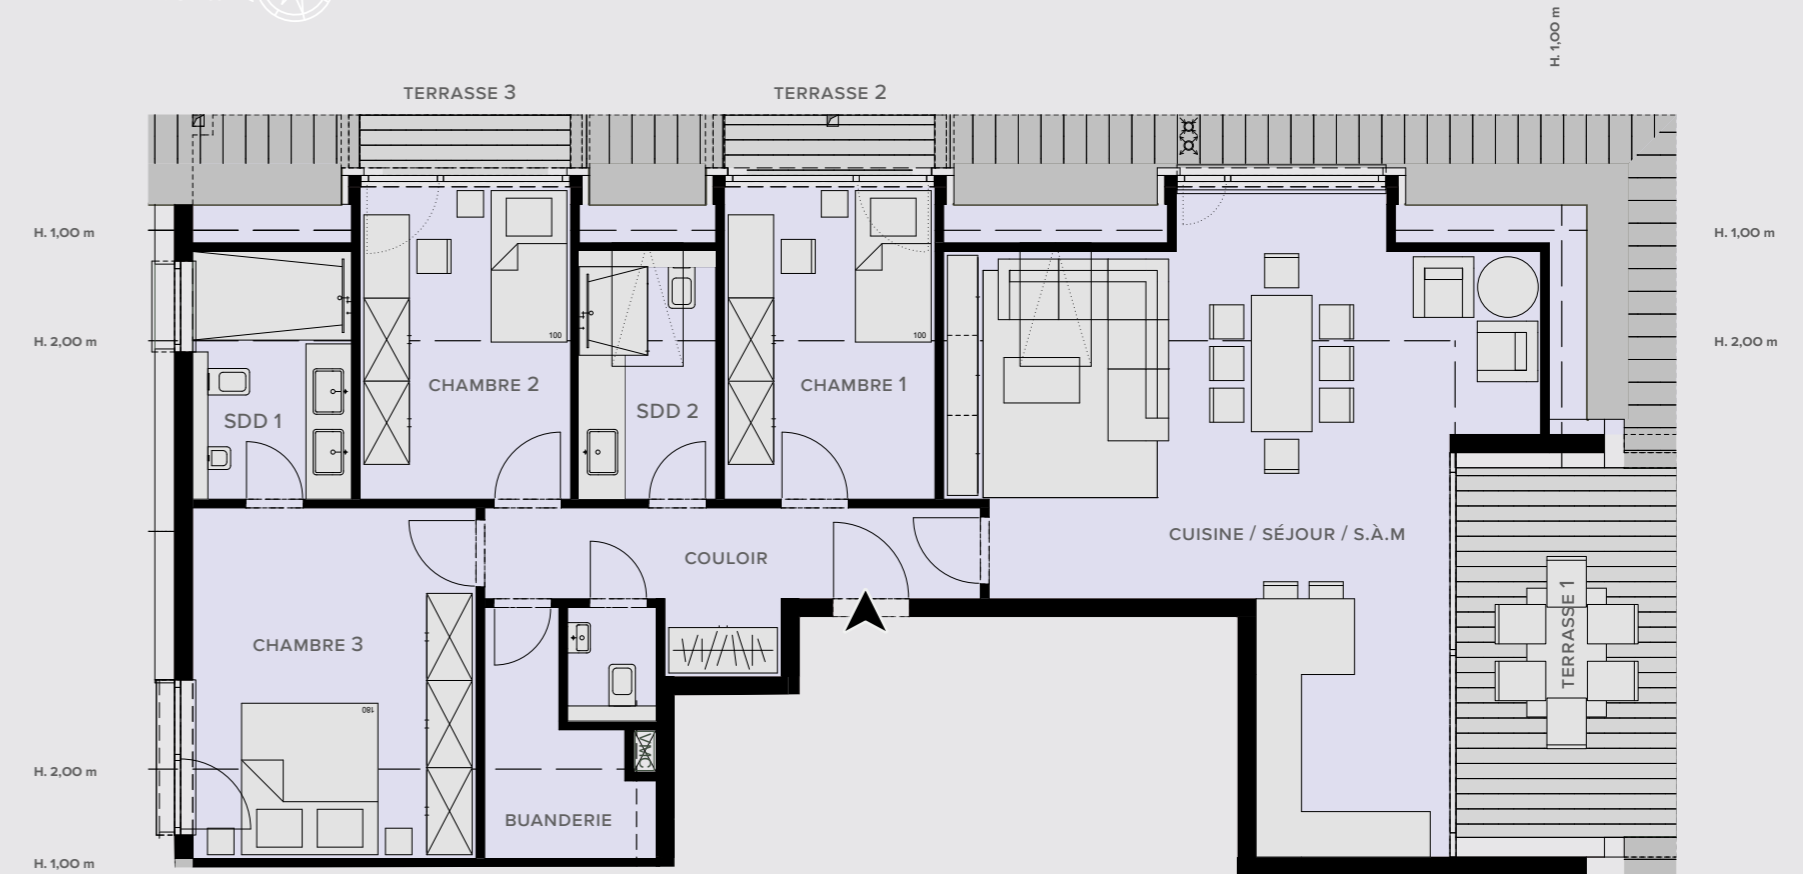 H. 1,00 m
TERRASSE 3
TERRASSE 2
H. 1,00 m
H. 1,00 m
H. 2,00 m
H. 2,00 m
100
100
CHAMBRE 2
CHAMBRE 1
SDD 1
SDD 2
CUISINE / SÉJOUR / S.À.M
COULOIR
TERRASSE 1
CHAMBRE 3
180
VMC
H. 2,00 m
BUANDERIE
H. 1,00 m